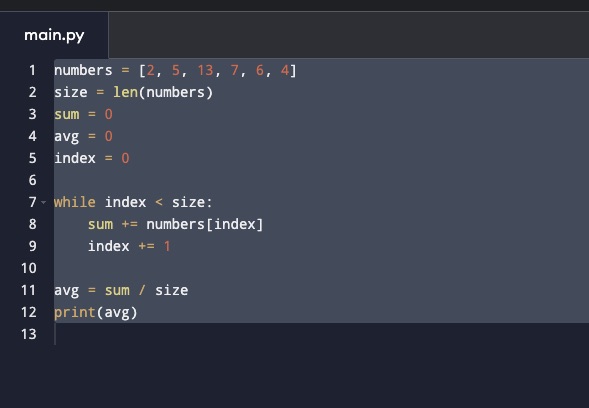 main.py
1 numbers = [2, 5, 13, 7, 6, 4]
2 size = len(numbers)
3 sum = 0
4 avg = 0
5 index = 0
6
7 while index < size:
8     sum += numbers[index]
9     index += 1
10
11 avg = sum / size
12 print(avg)
13